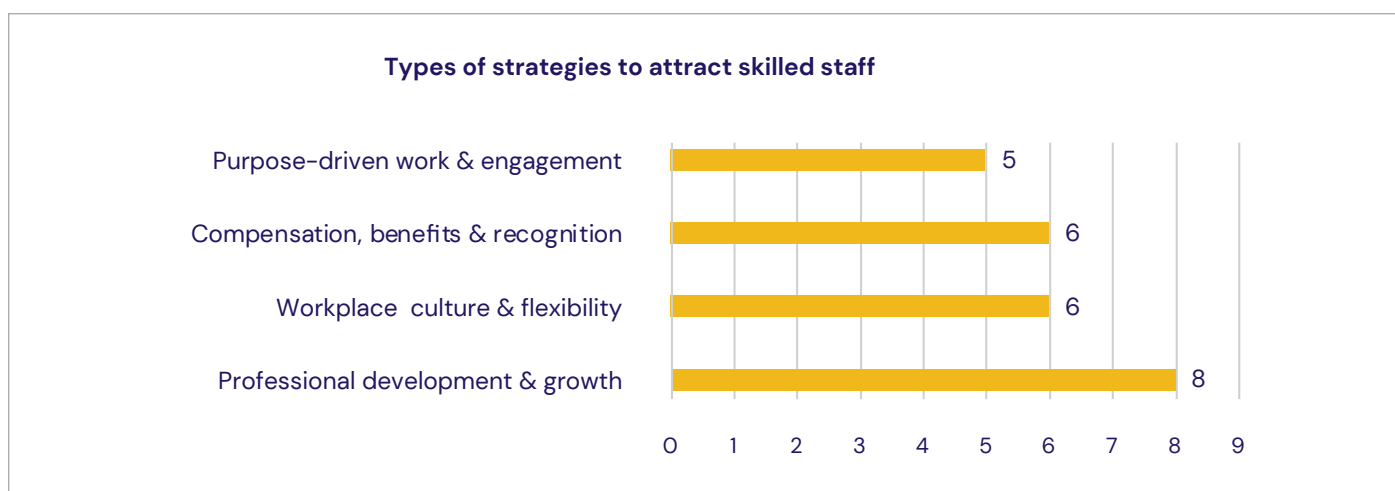 Types of strategies to attract skilled staff
Purpose-driven work & engagement 5
Compensation, benefits & recognition 6
Workplace culture & flexibility 6
Professional development & growth 8
0 1 2 3 4 5 6 7 8 9